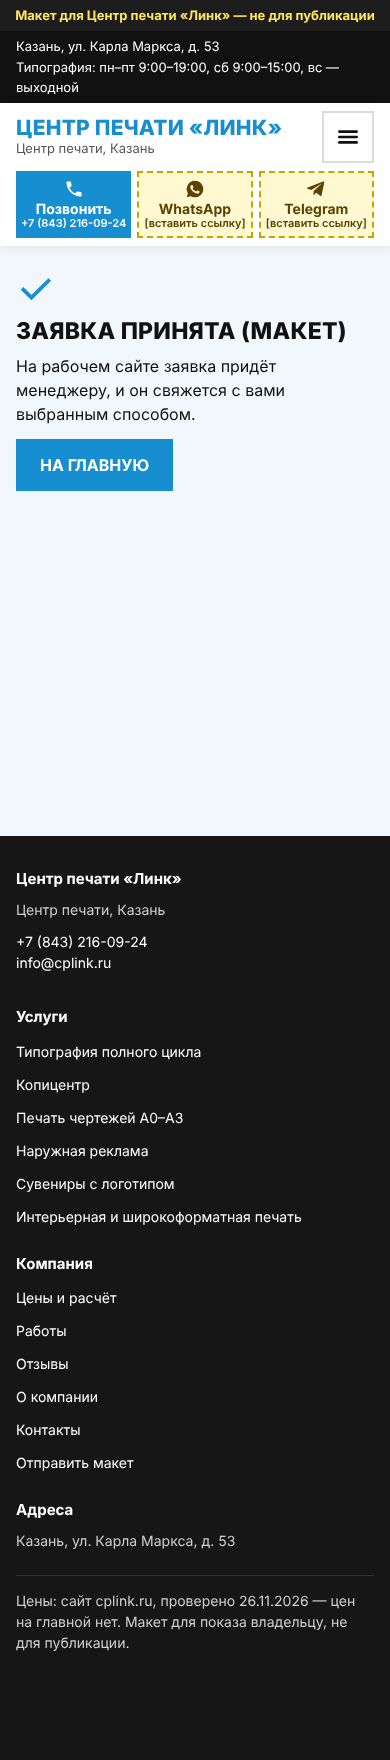 Макет для Центр печати «Линк» — не для публикации
Казань, ул. Карла Маркса, д. 53
Типография: пн–пт 9:00–19:00, сб 9:00–15:00, вс —
выходной
ЦЕНТР ПЕЧАТИ «ЛИНК»
Центр печати, Казань
Позвонить
+7 (843) 216-09-24
WhatsApp
[вставить ссылку]
Telegram
[вставить ссылку]
ЗАЯВКА ПРИНЯТА (МАКЕТ)
На рабочем сайте заявка придёт
менеджеру, и он свяжется с вами
выбранным способом.
НА ГЛАВНУЮ
Центр печати «Линк»
Центр печати, Казань
+7 (843) 216-09-24
info@cplink.ru
Услуги
Типография полного цикла
Копицентр
Печать чертежей А0–А3
Наружная реклама
Сувениры с логотипом
Интерьерная и широкоформатная печать
Компания
Цены и расчёт
Работы
Отзывы
О компании
Контакты
Отправить макет
Адреса
Казань, ул. Карла Маркса, д. 53
Цены: сайт cplink.ru, проверено 26.11.2026 — цен
на главной нет. Макет для показа владельцу, не
для публикации.